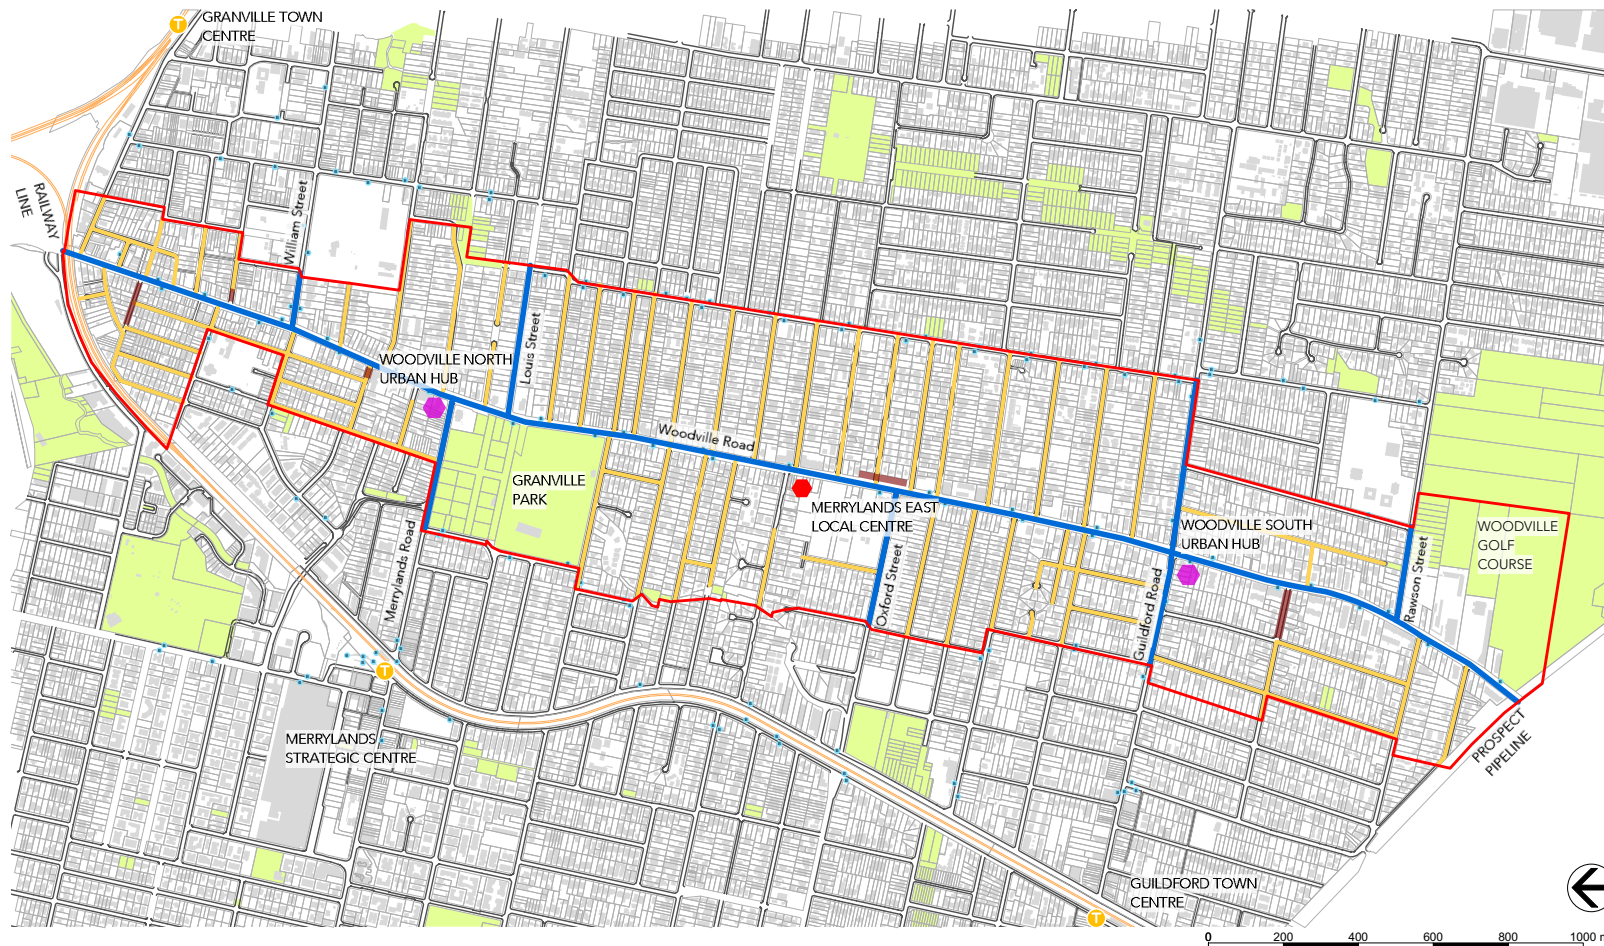 T
GRANVILLE TOWN
CENTRE
RAILWAY
LINE
William Street
WOODVILLE NORTH
URBAN HUB
Louis Street
Woodville Road
GRANVILLE
PARK
MERRYLANDS EAST
LOCAL CENTRE
WOODVILLE SOUTH
URBAN HUB
WOODVILLE
GOLF
COURSE
Merrylands Road
Oxford Street
Guildford Road
Rawson Street
T
MERRYLANDS
STRATEGIC CENTRE
PROSPECT
PIPELINE
GUILDFORD TOWN
CENTRE
T
0 200 400 600 800 1000